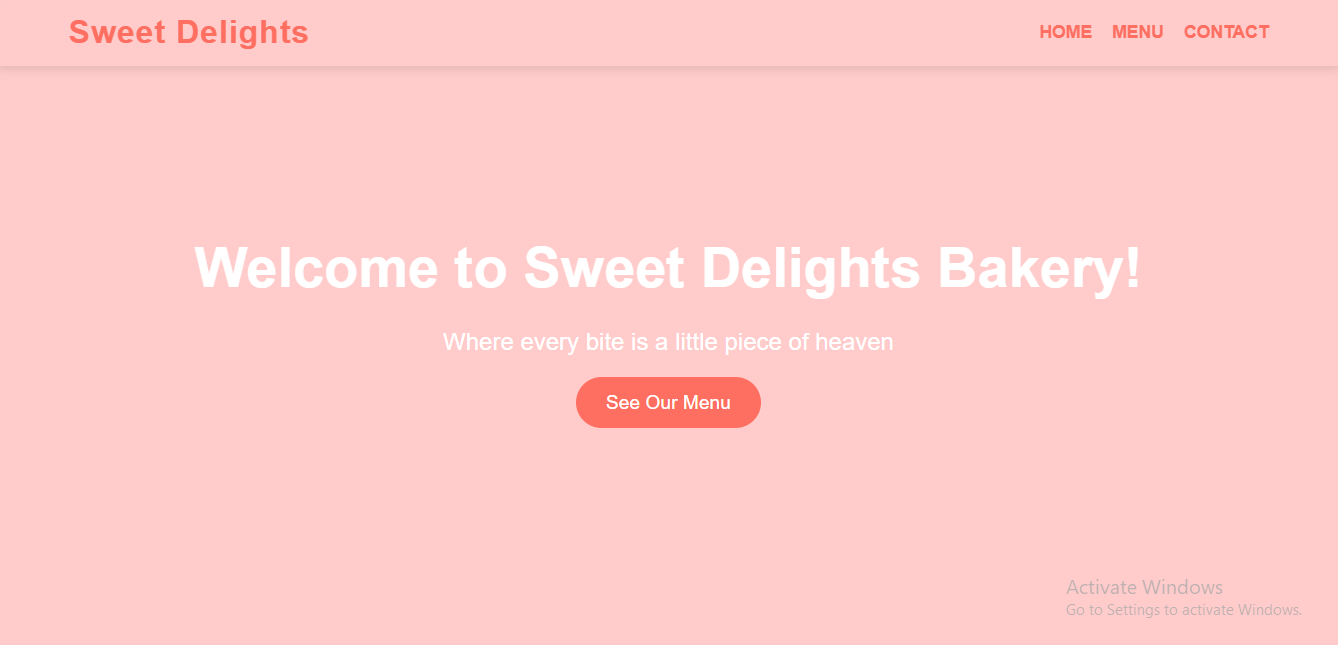 Sweet Delights
HOME MENU CONTACT
Welcome to Sweet Delights Bakery!
Where every bite is a little piece of heaven
See Our Menu
Activate Windows
Go to Settings to activate Windows.